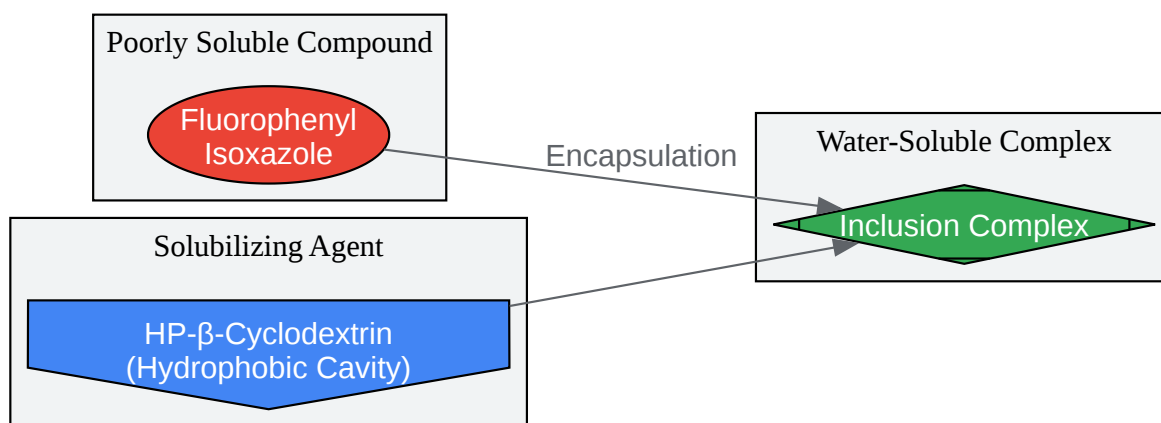 Poorly Soluble Compound
Fluorophenyl
Isoxazole
Encapsulation
Solubilizing Agent
HP-β-Cyclodextrin
(Hydrophobic Cavity)
Water-Soluble Complex
Inclusion Complex